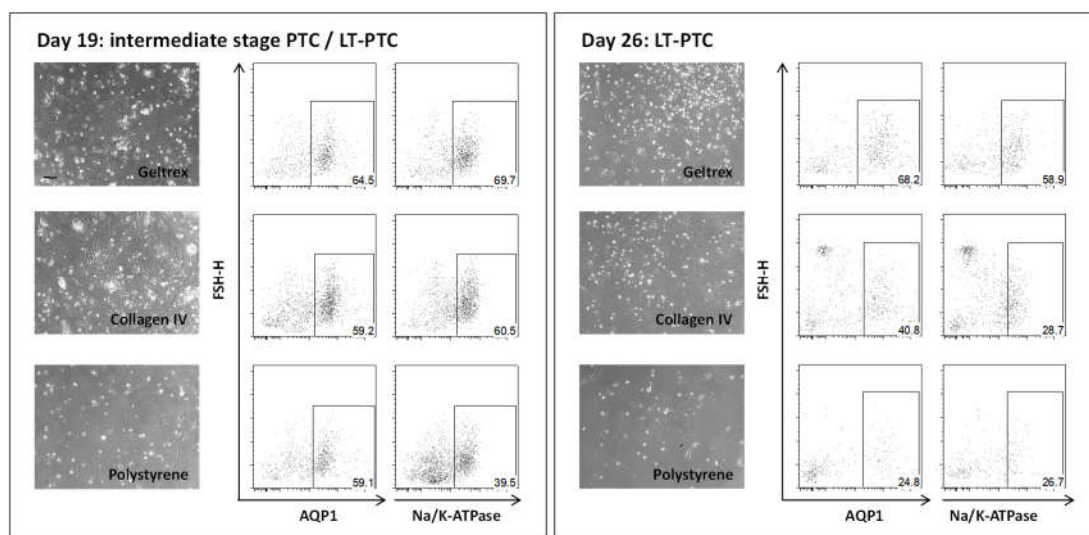 Day 19: intermediate stage PTC / LT-PTC
Geltrex
64.5
69.7
Collagen IV
59.2
60.5
Polystyrene
59.1
39.5
FSH-H
AQP1
Na/K-ATPase
Day 26: LT-PTC
Geltrex
68.2
58.9
Collagen IV
40.8
28.7
Polystyrene
24.8
26.7
FSH-H
AQP1
Na/K-ATPase